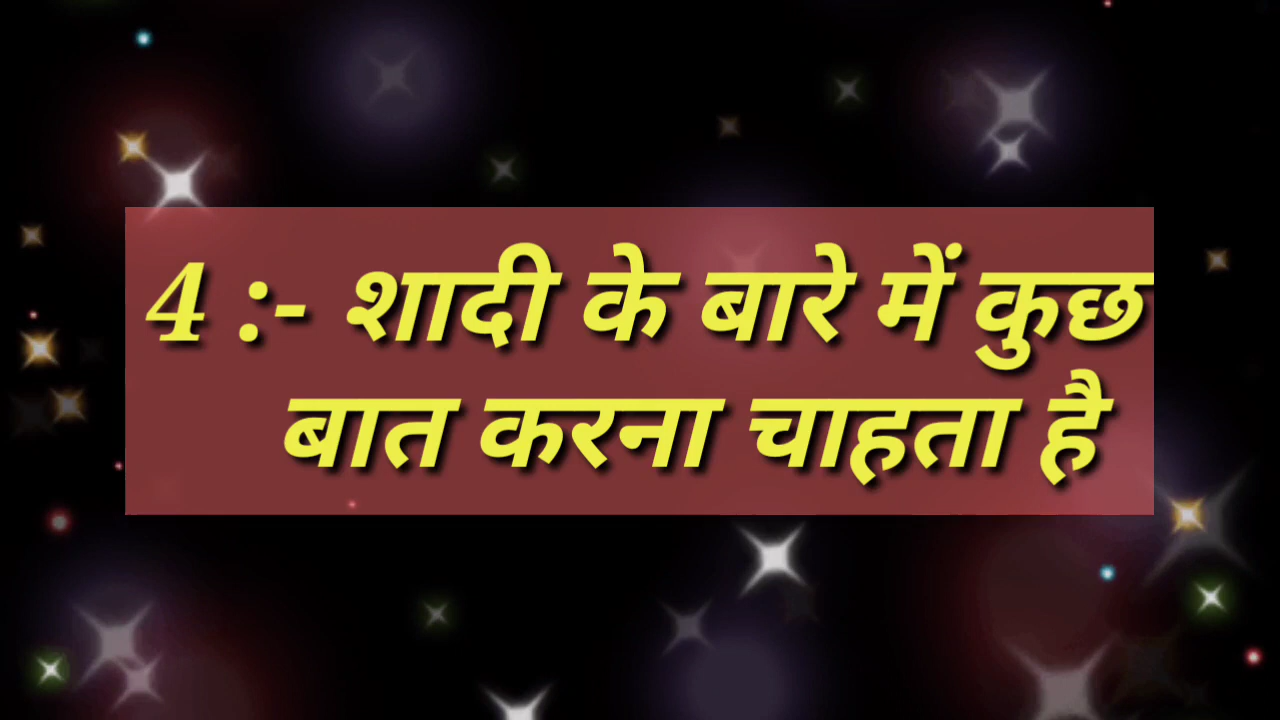 4 :- शादी के बारे में कुछ
बात करना चाहता है